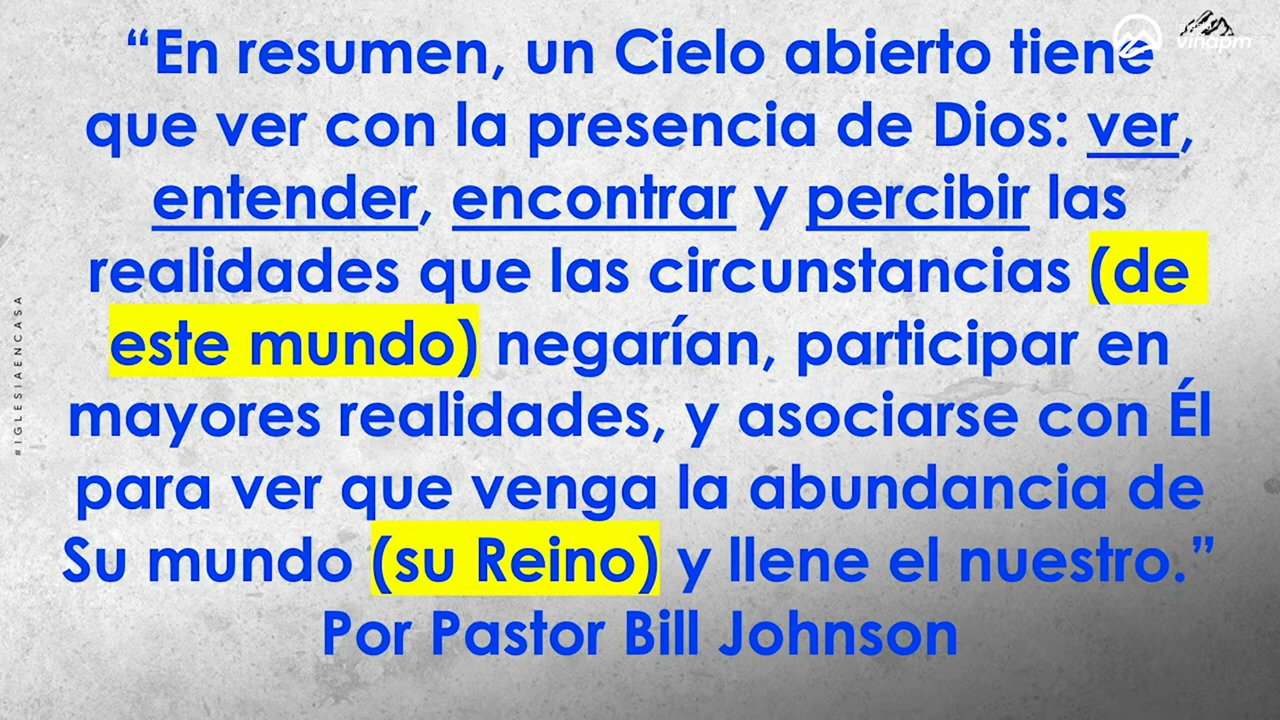 “En resumen, un Cielo abierto tiene
que ver con la presencia de Dios: ver,
entender, encontrar y percibir las
realidades que las circunstancias (de
este mundo) negarían, participar en
mayores realidades, y asociarse con Él
para ver que venga la abundancia de
Su mundo (su Reino) y llene el nuestro.”
Por Pastor Bill Johnson
#IGLESIAENCASA
viñapm